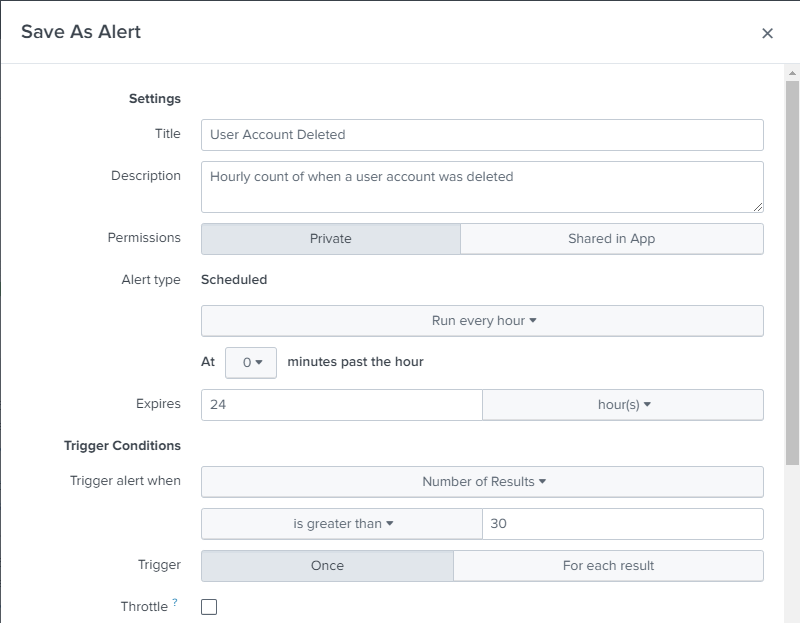 Save As Alert
Settings
Title User Account Deleted
Description Hourly count of when a user account was deleted
Permissions Private Shared in App
Alert type Scheduled
Run every hour
At 0 minutes past the hour
Expires 24 hour(s)
Trigger Conditions
Trigger alert when Number of Results
is greater than 30
Trigger Once For each result
Throttle ?